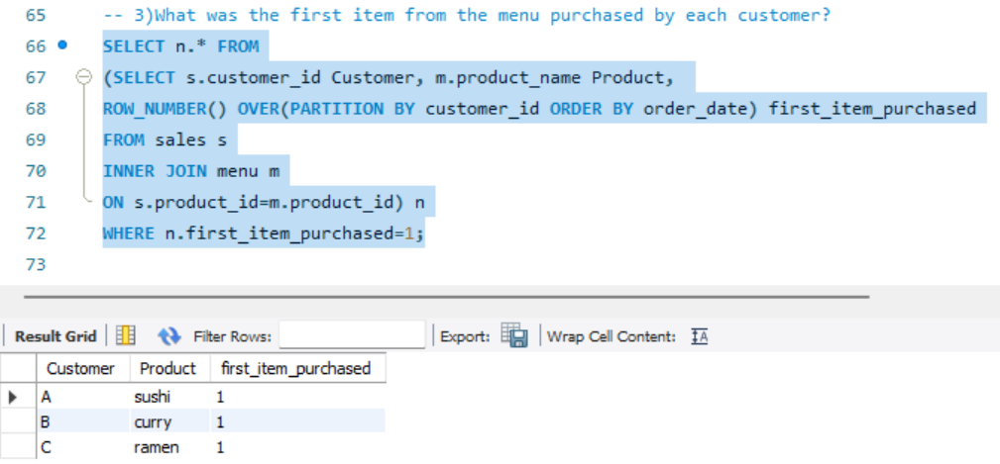 65 -- 3)What was the first item from the menu purchased by each customer?
66 SELECT n.* FROM
67 (SELECT s.customer_id Customer, m.product_name Product,
68 ROW_NUMBER() OVER(PARTITION BY customer_id ORDER BY order_date) first_item_purchased
69 FROM sales s
70 INNER JOIN menu m
71 ON s.product_id=m.product_id) n
72 WHERE n.first_item_purchased=1;
73
Result Grid Filter Rows: Export: Wrap Cell Content: IA
Customer Product first_item_purchased
A sushi 1
B curry 1
C ramen 1